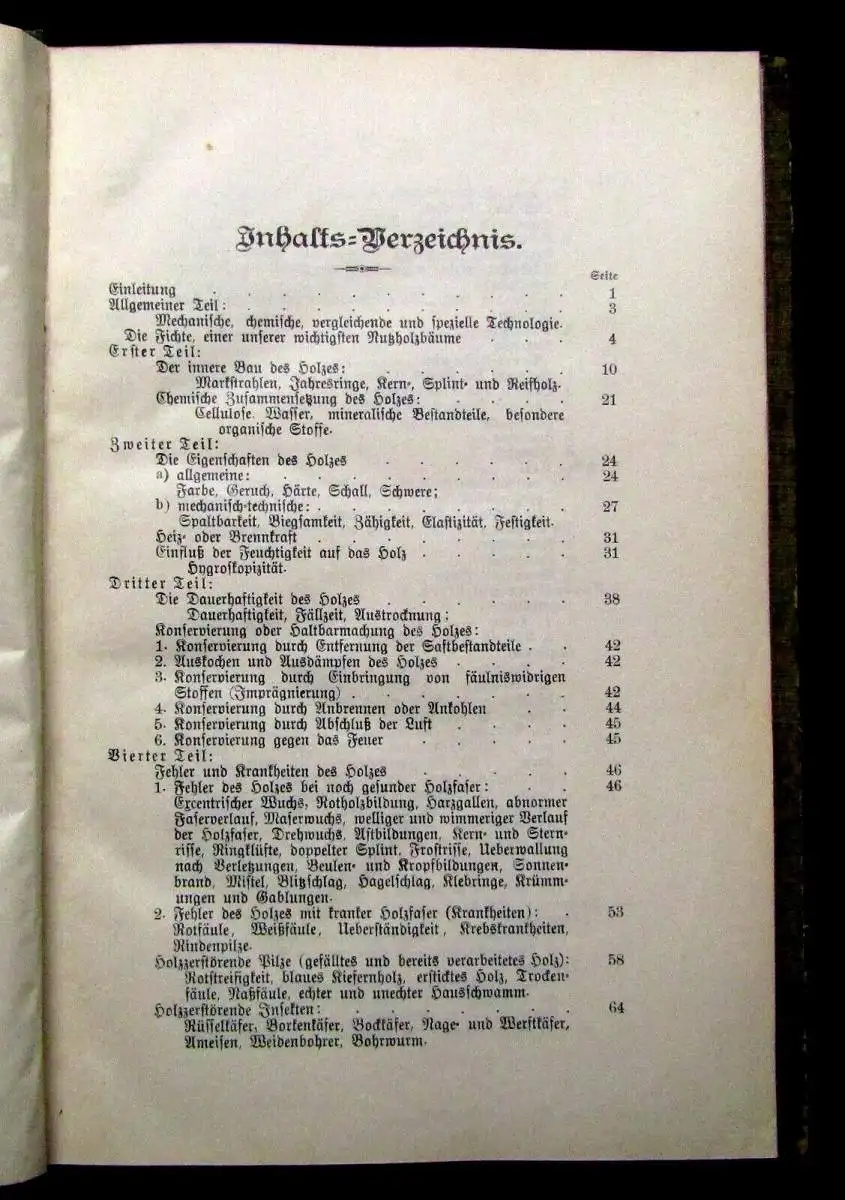 Inhalts-Verzeichnis.
Seite
Einleitung . . . . . . . . . . . 1
Allgemeiner Teil: . . . . . . . . . . 3
Mechanische, chemische, vergleichende und spezielle Technologie.
Die Fichte, einer unserer wichtigsten Nutzholzbäume . . . 4
Erster Teil:
Der innere Bau des Holzes: . . . . . . 10
Markstrahlen, Jahresringe, Kern-, Splint- und Reifholz.
Chemische Zusammensetzung des Holzes: . . . . 21
Cellulose. Wasser, mineralische Bestandteile, besondere
organische Stoffe.
Zweiter Teil:
Die Eigenschaften des Holzes . . . . . 24
a) allgemeine: . . . . . . . . 24
Farbe, Geruch, Härte, Schall, Schwere;
b) mechanisch-technische: . . . . . . . 27
Spaltbarkeit, Biegsamkeit, Zähigkeit, Elastizität, Festigkeit.
Heiz- oder Brennkraft . . . . . . . 31
Einfluß der Feuchtigkeit auf das Holz . . . . 31
Hygroskopizität.
Dritter Teil:
Die Dauerhaftigkeit des Holzes . . . . . 38
Dauerhaftigkeit, Fällzeit, Austrocknung;
Konservierung oder Haltbarmachung des Holzes:
1. Konservierung durch Entfernung der Saftbestandteile . . 42
2. Auskochen und Ausdämpfen des Holzes . . . . 42
3. Konservierung durch Einbringung von fäulniswidrigen
Stoffen (Imprägnierung) . . . . . . 42
4. Konservierung durch Anbrennen oder Ankohlen . . 44
5. Konservierung durch Abschluß der Luft . . . . 45
6. Konservierung gegen das Feuer . . . . 45
Vierter Teil:
Fehler und Krankheiten des Holzes . . . . . 46
1. Fehler des Holzes bei noch gesunder Holzfaser: . . 46
Excentrischer Wuchs, Rotholzbildung, Harzgallen, abnormer
Faserverlauf, Maserwuchs, welliger und wimmeriger Verlauf
der Holzfaser, Drehwuchs, Astbildungen, Kern- und Stern-
risse, Ringklüfte, doppelter Splint, Frostrisse, Ueberwallung
nach Verletzungen, Beulen- und Kropfbildungen, Sonnen-
brand, Mistel, Blitzschlag, Hagelschlag, Klebringe, Krümm-
ungen und Gablungen.
2. Fehler des Holzes mit kranker Holzfaser (Krankheiten): . 53
Rotfäule, Weißfäule, Ueberständigkeit, Krebskrankheiten,
Rindenpilze.
Holzzerstörende Pilze (gefälltes und bereits verarbeitetes Holz): 58
Rotstreifigkeit, blaues Kiefernholz, ersticktes Holz, Trocken-
fäule, Naßfäule, echter und unechter Hausschwamm.
Holzzerstörende Insekten: . . . . . . . 64
Rüsselkäfer, Borkenkäfer, Bockkäfer, Nage- und Werftkäfer,
Ameisen, Weidenbohrer, Bohrwurm.